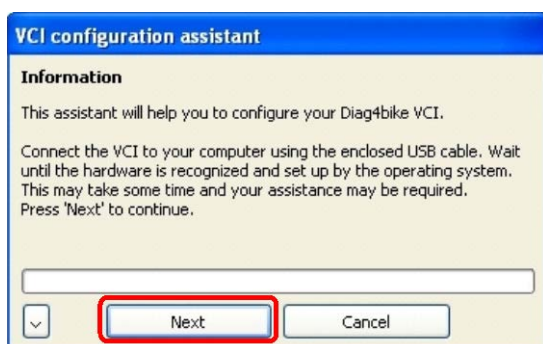 VCI configuration assistant
Information
This assistant will help you to configure your Diag4bike VCI.
Connect the VCI to your computer using the enclosed USB cable. Wait
until the hardware is recognized and set up by the operating system.
This may take some time and your assistance may be required.
Press 'Next' to continue.
Next Cancel